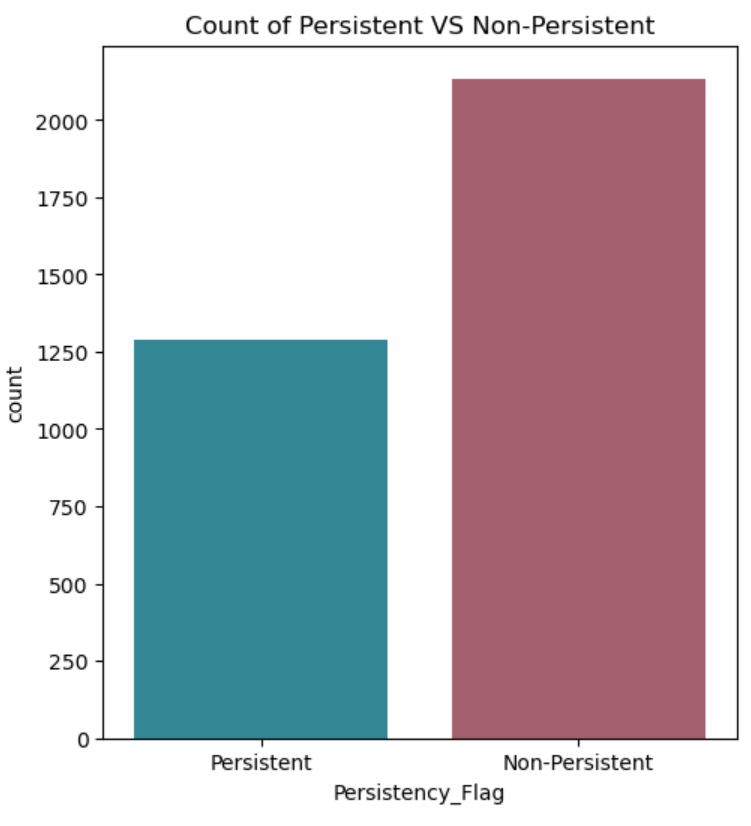 Count of Persistent VS Non-Persistent
2000
1750
1500
1250
1000
750
500
250
0
count
Persistent Non-Persistent
Persistency_Flag